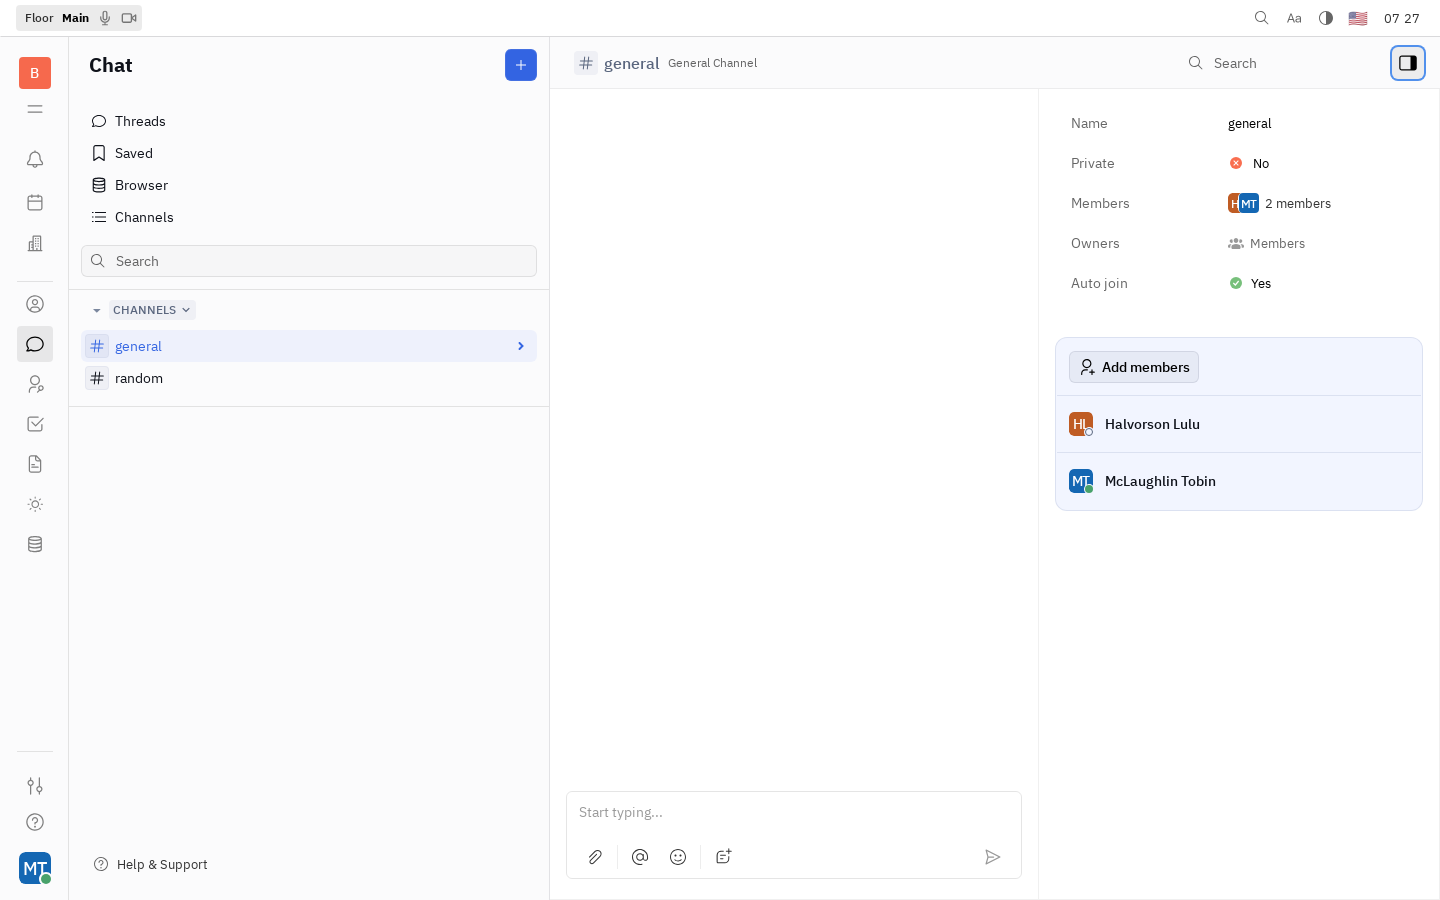 Floor Main
Aa
07 27
B
Chat
Threads
Saved
Browser
Channels
Search
CHANNELS
general
random
Help & Support
MT
general General Channel
Search
Start typing...
Name general
Private No
Members MT 2 members
Owners Members
Auto join Yes
Add members
HL Halvorson Lulu
MT McLaughlin Tobin